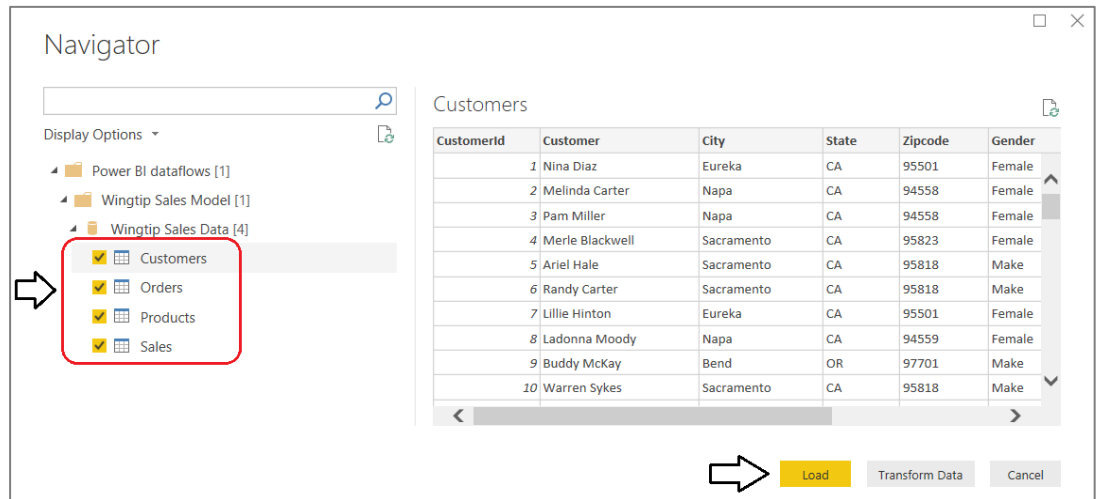 Navigator
Display Options
Power BI dataflows [1]
Wingtip Sales Model [1]
Wingtip Sales Data [4]
Customers
Orders
Products
Sales
Customers
CustomerId Customer City State Zipcode Gender
1 Nina Diaz Eureka CA 95501 Female
2 Melinda Carter Napa CA 94558 Female
3 Pam Miller Napa CA 94558 Female
4 Merle Blackwell Sacramento CA 95823 Female
5 Ariel Hale Sacramento CA 95818 Make
6 Randy Carter Sacramento CA 95818 Make
7 Lillie Hinton Eureka CA 95501 Female
8 Ladonna Moody Napa CA 94559 Female
9 Buddy McKay Bend OR 97701 Make
10 Warren Sykes Sacramento CA 95818 Make
Load Transform Data Cancel